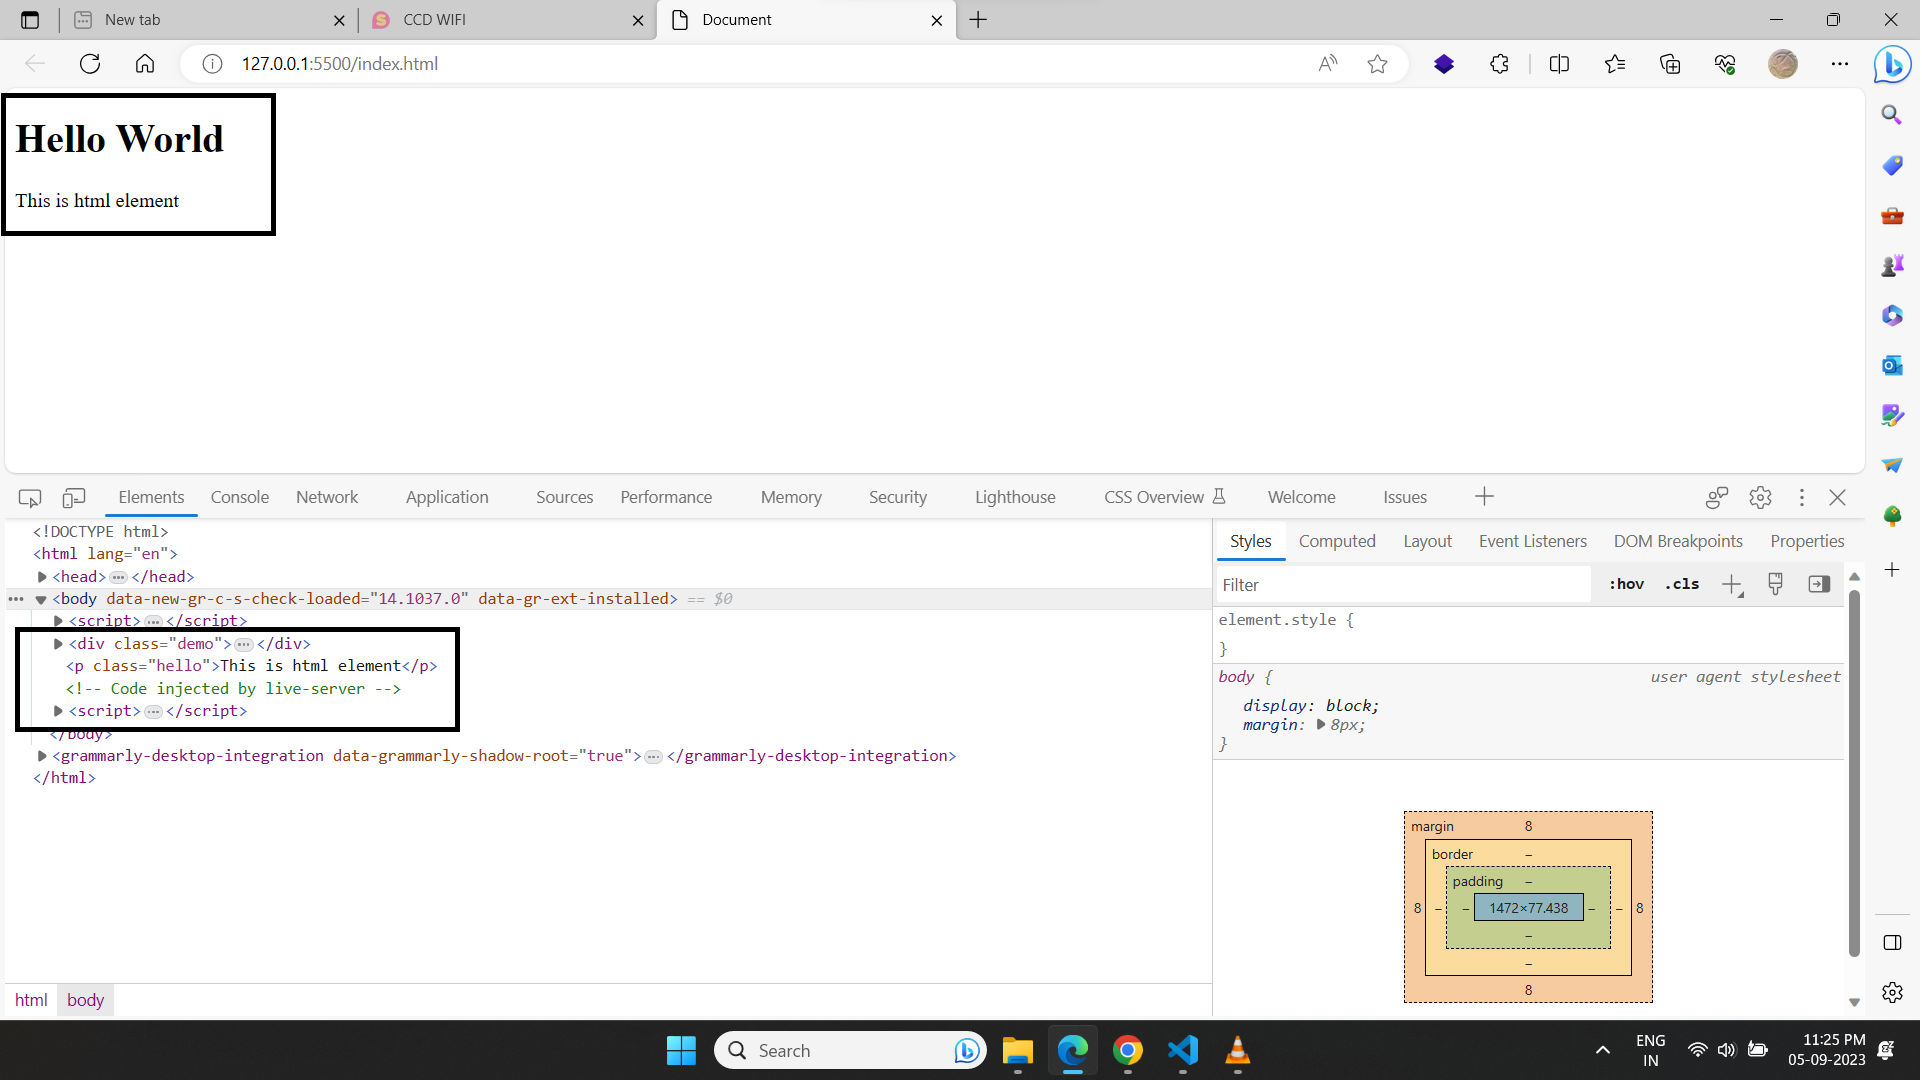 New tab
CCD WIFI
Document
127.0.0.1:5500/index.html
Hello World
This is html element
Elements Console Network Application Sources Performance Memory Security Lighthouse CSS Overview Welcome Issues
<!DOCTYPE html>
<html lang="en">
<head> ••• </head>
••• <body data-new-gr-c-s-check-loaded="14.1037.0" data-gr-ext-installed> == $0
<script> ••• </script>
<div class="demo"> ••• </div>
<p class="hello">This is html element</p>
<!-- Code injected by live-server -->
<script> ••• </script>
</body>
<grammarly-desktop-integration data-grammarly-shadow-root="true"> ••• </grammarly-desktop-integration>
</html>
html body
Styles Computed Layout Event Listeners DOM Breakpoints Properties
Filter :hov .cls
element.style {
}
body { user agent stylesheet
display: block;
margin: 8px;
}
margin 8
border –
padding –
8 – – 1472×77.438 – – 8
–
–
8
Search
ENG
IN
11:25 PM
05-09-2023